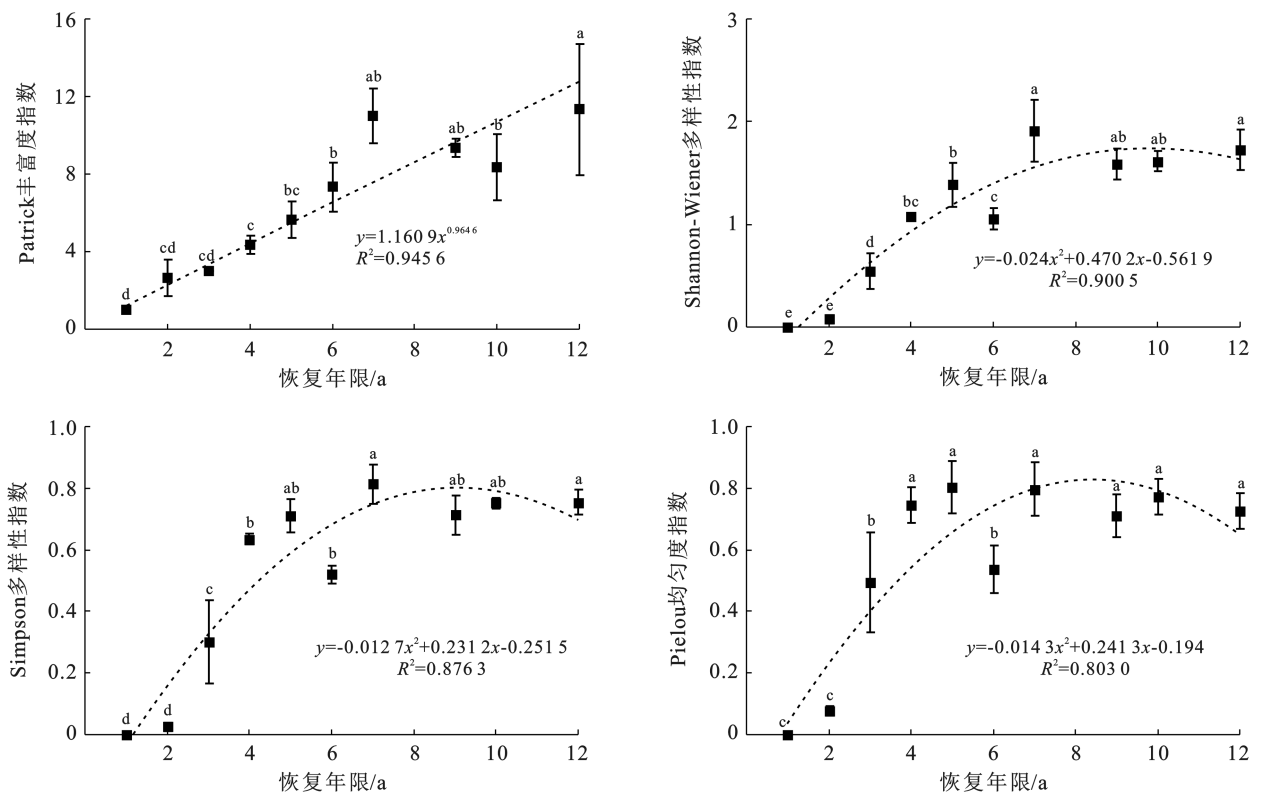 16
12
8
4
0
Patrick丰富度指数
d
cd
cd
c
bc
b
ab
ab
b
a
y=1.160 9x^0.964 6
R²=0.945 6
2 4 6 8 10 12
恢复年限/a
3
2
1
0
Shannon-Wiener多样性指数
e
e
d
bc
b
c
a
ab
ab
a
y=-0.024x²+0.470 2x-0.561 9
R²=0.900 5
2 4 6 8 10 12
恢复年限/a
1.0
0.8
0.6
0.4
0.2
0
Simpson多样性指数
d
d
c
b
ab
b
a
ab
ab
a
y=-0.012 7x²+0.231 2x-0.251 5
R²=0.876 3
2 4 6 8 10 12
恢复年限/a
1.0
0.8
0.6
0.4
0.2
0
Pielou均匀度指数
c
c
b
a
a
b
a
a
a
a
y=-0.014 3x²+0.241 3x-0.194
R²=0.803 0
2 4 6 8 10 12
恢复年限/a